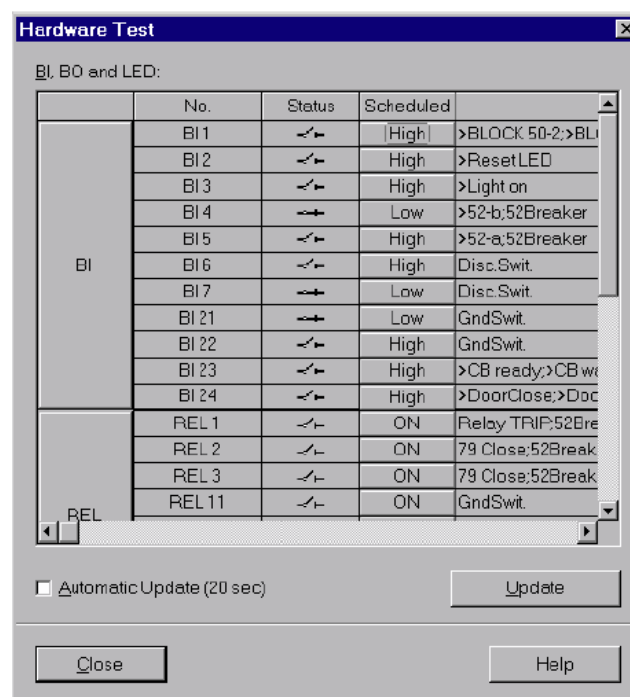 Hardware Test
BI, BO and LED:
No. Status Scheduled
BI 1 High >BLOCK 50-2;>BL
BI 2 High >ResetLED
BI 3 High >Light on
BI 4 Low >52-b;52Breaker
BI 5 High >52-a;52Breaker
BI BI 6 High Disc.Swit.
BI 7 Low Disc.Swit.
BI 21 Low GndSwit.
BI 22 High GndSwit.
BI 23 High >CB ready;>CB wa
BI 24 High >DoorClose;>Doo
REL 1 ON Relay TRIP;52Bre
REL 2 ON 79 Close;52Break
REL 3 ON 79 Close;52Break
REL REL 11 ON GndSwit.
Automatic Update (20 sec) Update
Close Help